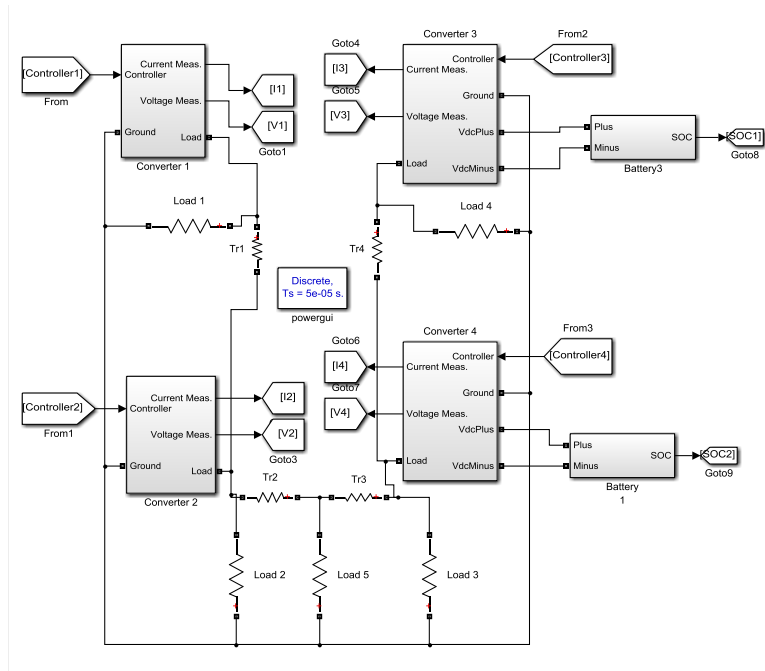 Converter 3
Goto4
From2
[Controller1]
From
Current Meas.
Controller
Voltage Meas.
Ground
Load
Converter 1
[I1]
[V1]
Goto1
[I3]
Goto5
[V3]
Controller
Current Meas.
Ground
Voltage Meas.
VdcPlus
Load
VdcMinus
[Controller3]
Plus
Minus
SOC
Battery3
[SOC1]
Goto8
Load 1
Tr1
Tr4
Load 4
Discrete,
Ts = 5e-05 s.
powergui
Converter 4
Goto6
From3
[I4]
Goto7
[V4]
Controller
Current Meas.
Ground
Voltage Meas.
VdcPlus
Load
VdcMinus
[Controller4]
Plus
Minus
SOC
Battery
1
[SOC2]
Goto9
[Controller2]
From1
Current Meas.
Controller
Voltage Meas.
Ground
Load
Converter 2
[I2]
[V2]
Goto3
Tr2
Tr3
Load 2
Load 5
Load 3